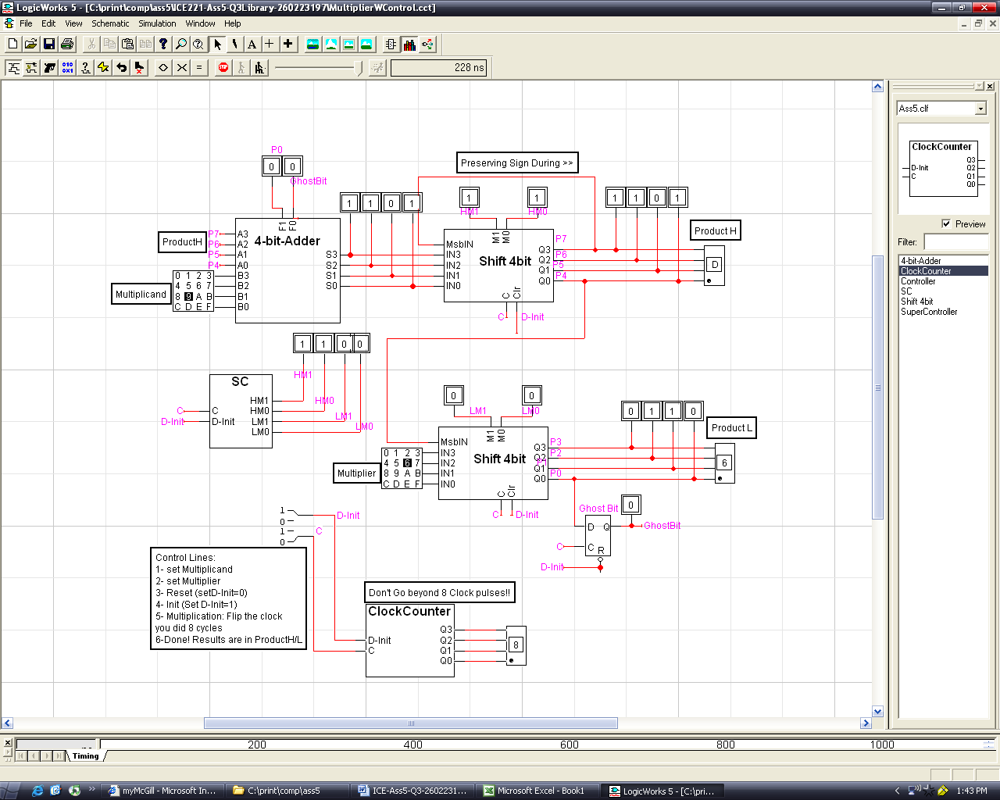 LogicWorks 5 - [C:\print\comp\ass5\ICE221-Ass5-Q3Library-260223197\MultiplierWControl.cct]
File Edit View Schematic Simulation Window Help
228 ns
Ass5.clf
ClockCounter
D-Init
C
Q3
Q2
Q1
Q0
Preview
Filter:
4-bit-Adder
ClockCounter
Controller
SC
Shift 4bit
SuperController
P0
0 0
GhostBit
Preserving Sign During >>
1 1 0 1
1
HM1
1
HM0
1 1 0 1
Product H
ProductH
P7
P6
P5
P4
F1 F0
4-bit-Adder
A3
A2
A1
A0
B3
B2
B1
B0
S3
S2
S1
S0
Multiplicand
0 1 2 3
4 5 6 7
8 9 A B
C D E F
M1 M0
MsbIN
IN3
IN2
IN1
IN0
Shift 4bit
Q3
Q2
Q1
Q0
C Clr
P7
P6
P5
P4
D
C D-Init
1 1 0 0
HM1
HM0
LM1
LM0
SC
C
D-Init
HM1
HM0
LM1
LM0
C
D-Init
0
LM1
0
LM0
0 1 1 0
Product L
M1 M0
MsbIN
IN3
IN2
IN1
IN0
Shift 4bit
Q3
Q2
Q1
Q0
C Clr
P3
P2
P1
P0
6
Multiplier
0 1 2 3
4 5 6 7
8 9 A B
C D E F
C D-Init
Ghost Bit
0
D Q
C
R
GhostBit
C
D-Init
1
0
D-Init
1
0
C
Control Lines:
1- set Multiplicand
2- set Multiplier
3- Reset (setD-Init=0)
4- Init (Set D-Init=1)
5- Multiplication: Flip the clock
you did 8 cycles
6-Done! Results are in ProductH/L
Don't Go beyond 8 Clock pulses!!
ClockCounter
D-Init
C
Q3
Q2
Q1
Q0
8
200 400 600 800 1000
Timing
myMcGill - Microsoft In...
C:\print\comp\ass5
ICE-Ass5-Q3-2602231...
Microsoft Excel - Book1
LogicWorks 5 - [C:\pri...
1:43 PM